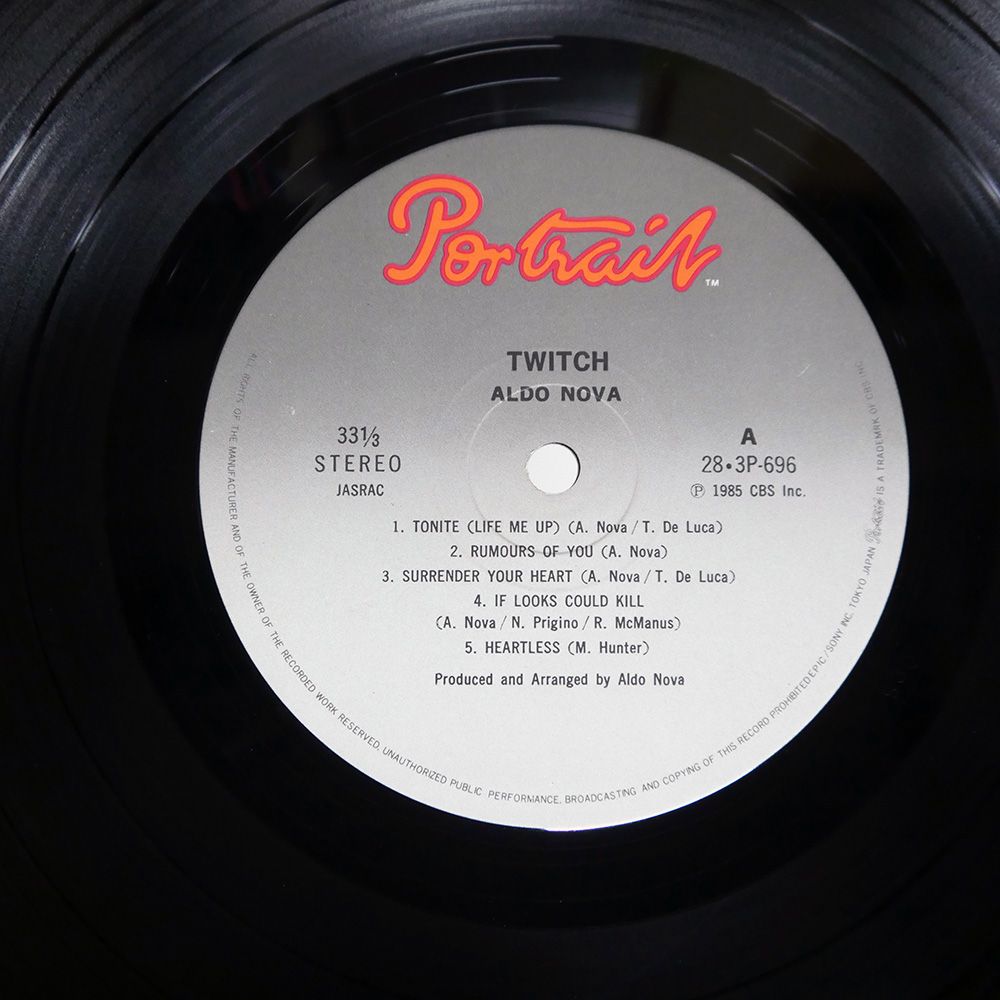 Portrait
TM
TWITCH
ALDO NOVA
33⅓
STEREO
JASRAC
A
28•3P-696
Ⓟ 1985 CBS Inc.
1. TONITE (LIFE ME UP) (A. Nova / T. De Luca)
2. RUMOURS OF YOU (A. Nova)
3. SURRENDER YOUR HEART (A. Nova / T. De Luca)
4. IF LOOKS COULD KILL
(A. Nova / N. Prigino / R. McManus)
5. HEARTLESS (M. Hunter)
Produced and Arranged by Aldo Nova
ALL RIGHTS OF THE MANUFACTURER AND OF THE OWNER OF THE RECORDED WORK RESERVED. UNAUTHORIZED PUBLIC PERFORMANCE. BROADCASTING AND COPYING OF THIS RECORD PROHIBITED EPIC/SONY INC. TOKYO JAPAN Portrait IS A TRADEMRK OF CBS INC.